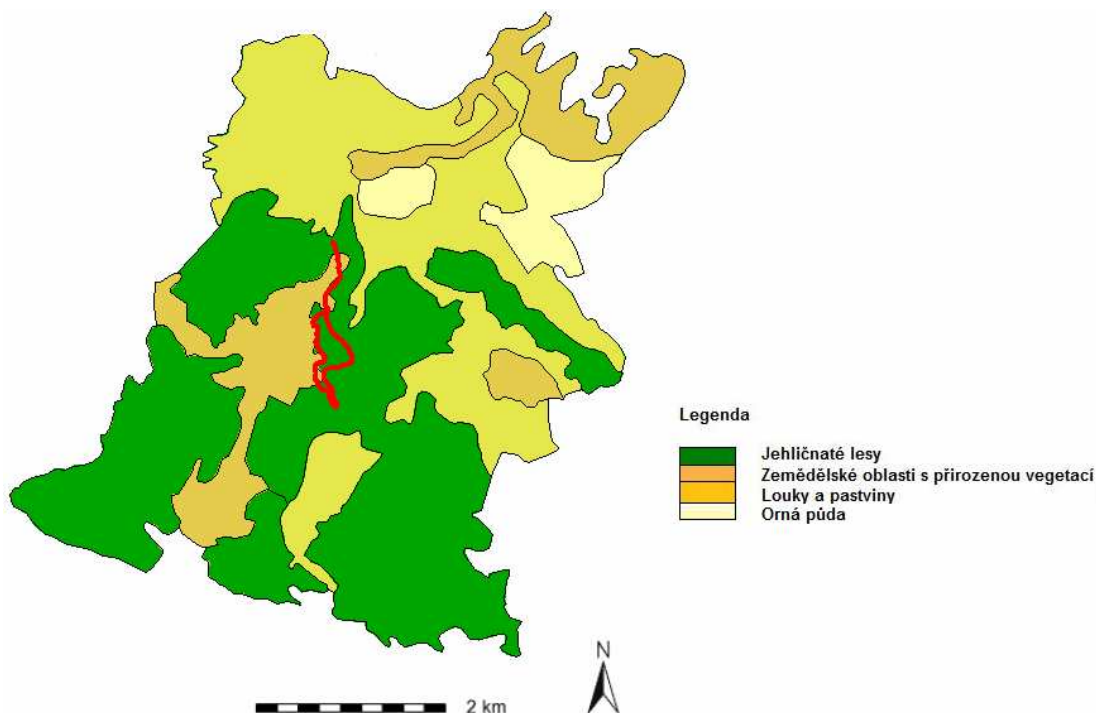 Legenda
Jehličnaté lesy
Zemědělské oblasti s přirozenou vegetací
Louky a pastviny
Orná půda
2 km
N